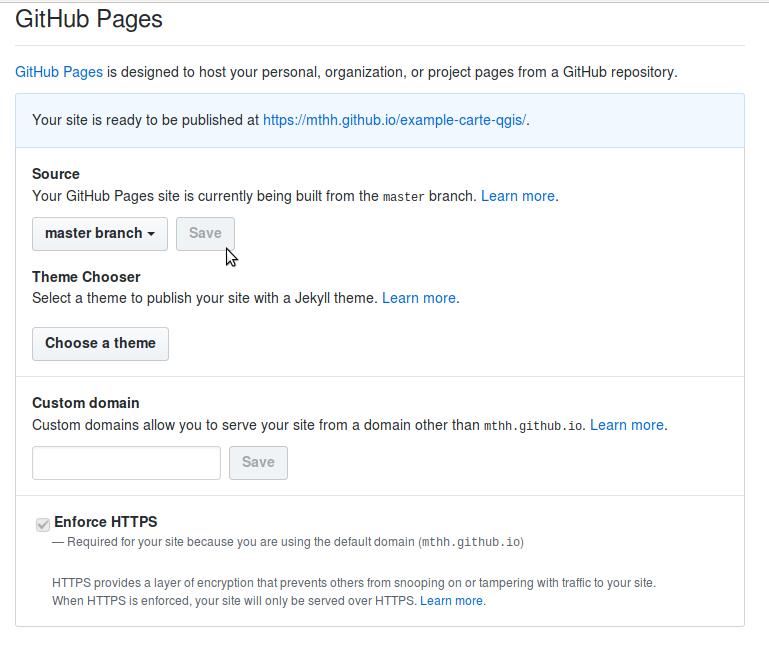 GitHub Pages
GitHub Pages is designed to host your personal, organization, or project pages from a GitHub repository.
Your site is ready to be published at https://mthh.github.io/example-carte-qgis/.
Source
Your GitHub Pages site is currently being built from the master branch. Learn more.
master branch
Save
Theme Chooser
Select a theme to publish your site with a Jekyll theme. Learn more.
Choose a theme
Custom domain
Custom domains allow you to serve your site from a domain other than mthh.github.io. Learn more.
Save
Enforce HTTPS
— Required for your site because you are using the default domain (mthh.github.io)
HTTPS provides a layer of encryption that prevents others from snooping on or tampering with traffic to your site.
When HTTPS is enforced, your site will only be served over HTTPS. Learn more.